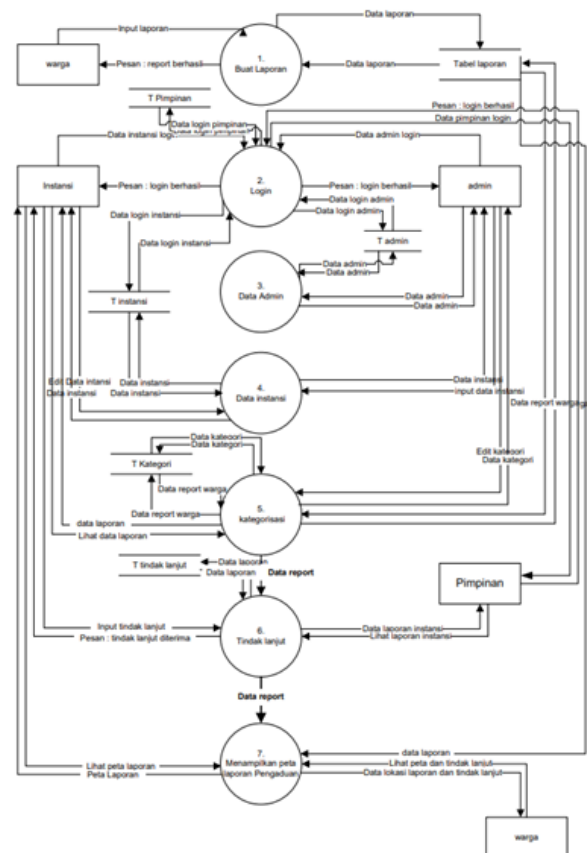 Input laporan
Data laporan
warga
1.
Buat Laporan
Pesan : report berhasil
Data laporan
Tabel laporan
T Pimpinan
Pesan : login berhasil
Data pimpinan login
Data login pimpinan
Data login pimpinan
Data instansi login
Data admin login
Instansi
2.
Login
admin
Pesan : login berhasil
Pesan : login berhasil
Data login admin
Data login admin
Data login instansi
Data login instansi
T admin
3.
Data Admin
Data admin
Data admin
Data admin
Data admin
T instansi
4.
Data instansi
Edit Data intansi
Data instansi
Data instansi
Data instansi
Data instansi
input data instansi
Data report warga
Data kategori
Data kategori
T Kategori
Edit kategori
Data kategori
5.
kategorisasi
Data report warga
Data report warga
data laporan
Lihat data laporan
T tindak lanjut
Data laporan
Data laporan
Data report
Pimpinan
6.
Tindak lanjut
Input tindak lanjut
Pesan : tindak lanjut diterima
Data laporan instansi
Lihat laporan instansi
Data report
7.
Menampilkan peta
laporan Pengaduan
data laporan
Lihat peta dan tindak lanjut
Data lokasi laporan dan tindak lanjut
Lihat peta laporan
Peta Laporan
warga